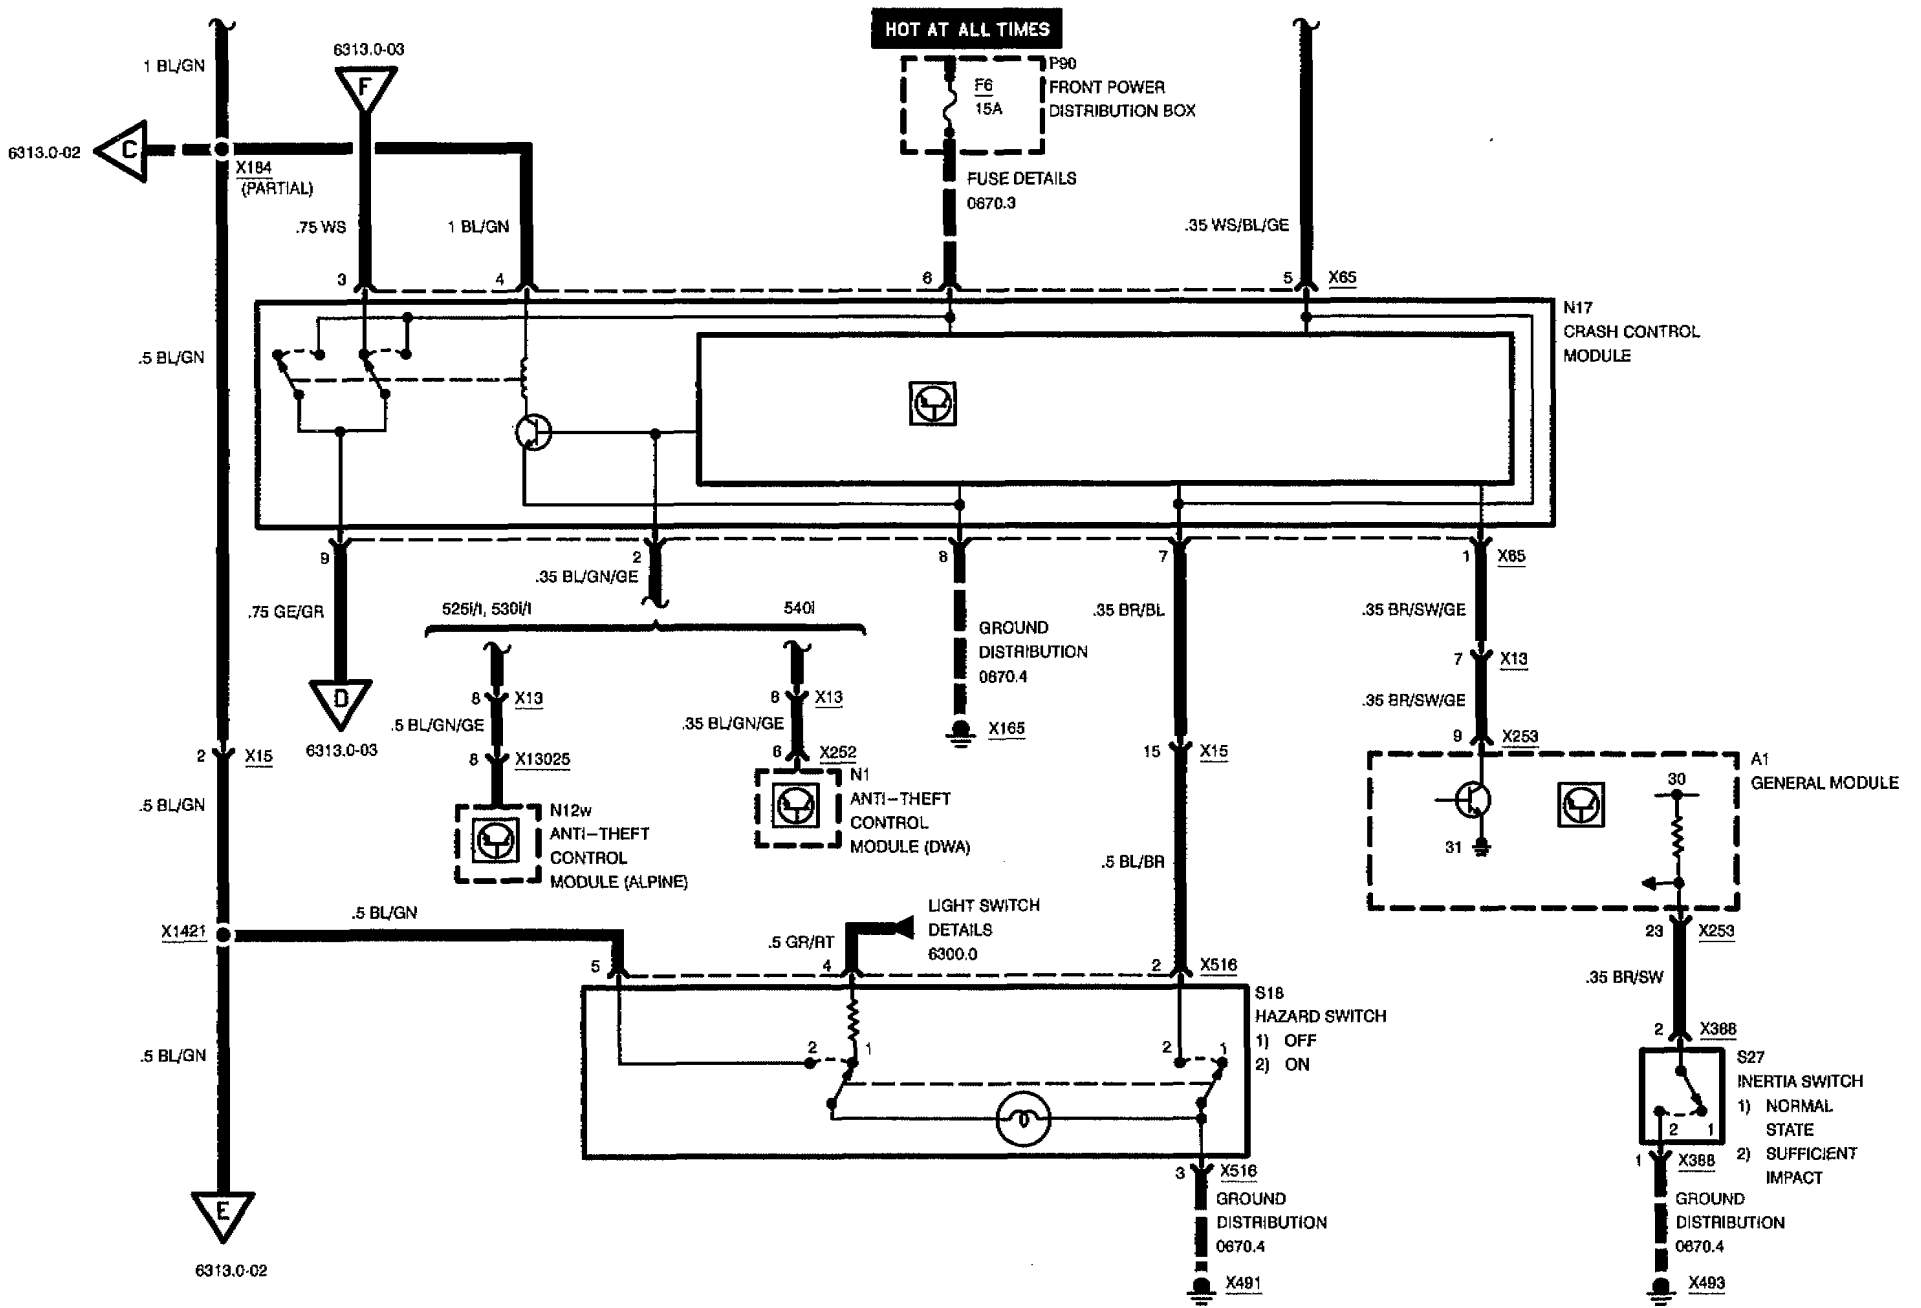 HOT AT ALL TIMES
1 BL/GN
6313.0-03
F
F6
15A
P90
FRONT POWER
DISTRIBUTION BOX
6313.0-02
C
X184
(PARTIAL)
FUSE DETAILS
0670.3
.75 WS
1 BL/GN
.35 WS/BL/GE
3
4
6
5
X65
N17
CRASH CONTROL
MODULE
.5 BL/GN
9
2
8
7
1
X65
.35 BL/GN/GE
.75 GE/GR
525i/t, 530i/t
540i
GROUND
DISTRIBUTION
0670.4
.35 BR/BL
.35 BR/SW/GE
7
X13
D
6313.0-03
8
X13
8
X13
.5 BL/GN/GE
.35 BL/GN/GE
X165
.35 BR/SW/GE
2
X15
8
X13025
6
X252
15
X15
9
X253
A1
GENERAL MODULE
.5 BL/GN
N12w
ANTI-THEFT
CONTROL
MODULE (ALPINE)
N1
ANTI-THEFT
CONTROL
MODULE (DWA)
30
31
.5 BL/BR
X1421
.5 BL/GN
.5 GR/RT
LIGHT SWITCH
DETAILS
6300.0
23
X253
5
4
2
X516
.35 BR/SW
S18
HAZARD SWITCH
1) OFF
2) ON
2
1
2
1
.5 BL/GN
2
X388
S27
INERTIA SWITCH
1) NORMAL
STATE
2) SUFFICIENT
IMPACT
2
1
3
X516
1
X388
GROUND
DISTRIBUTION
0670.4
GROUND
DISTRIBUTION
0670.4
E
6313.0-02
X491
X493